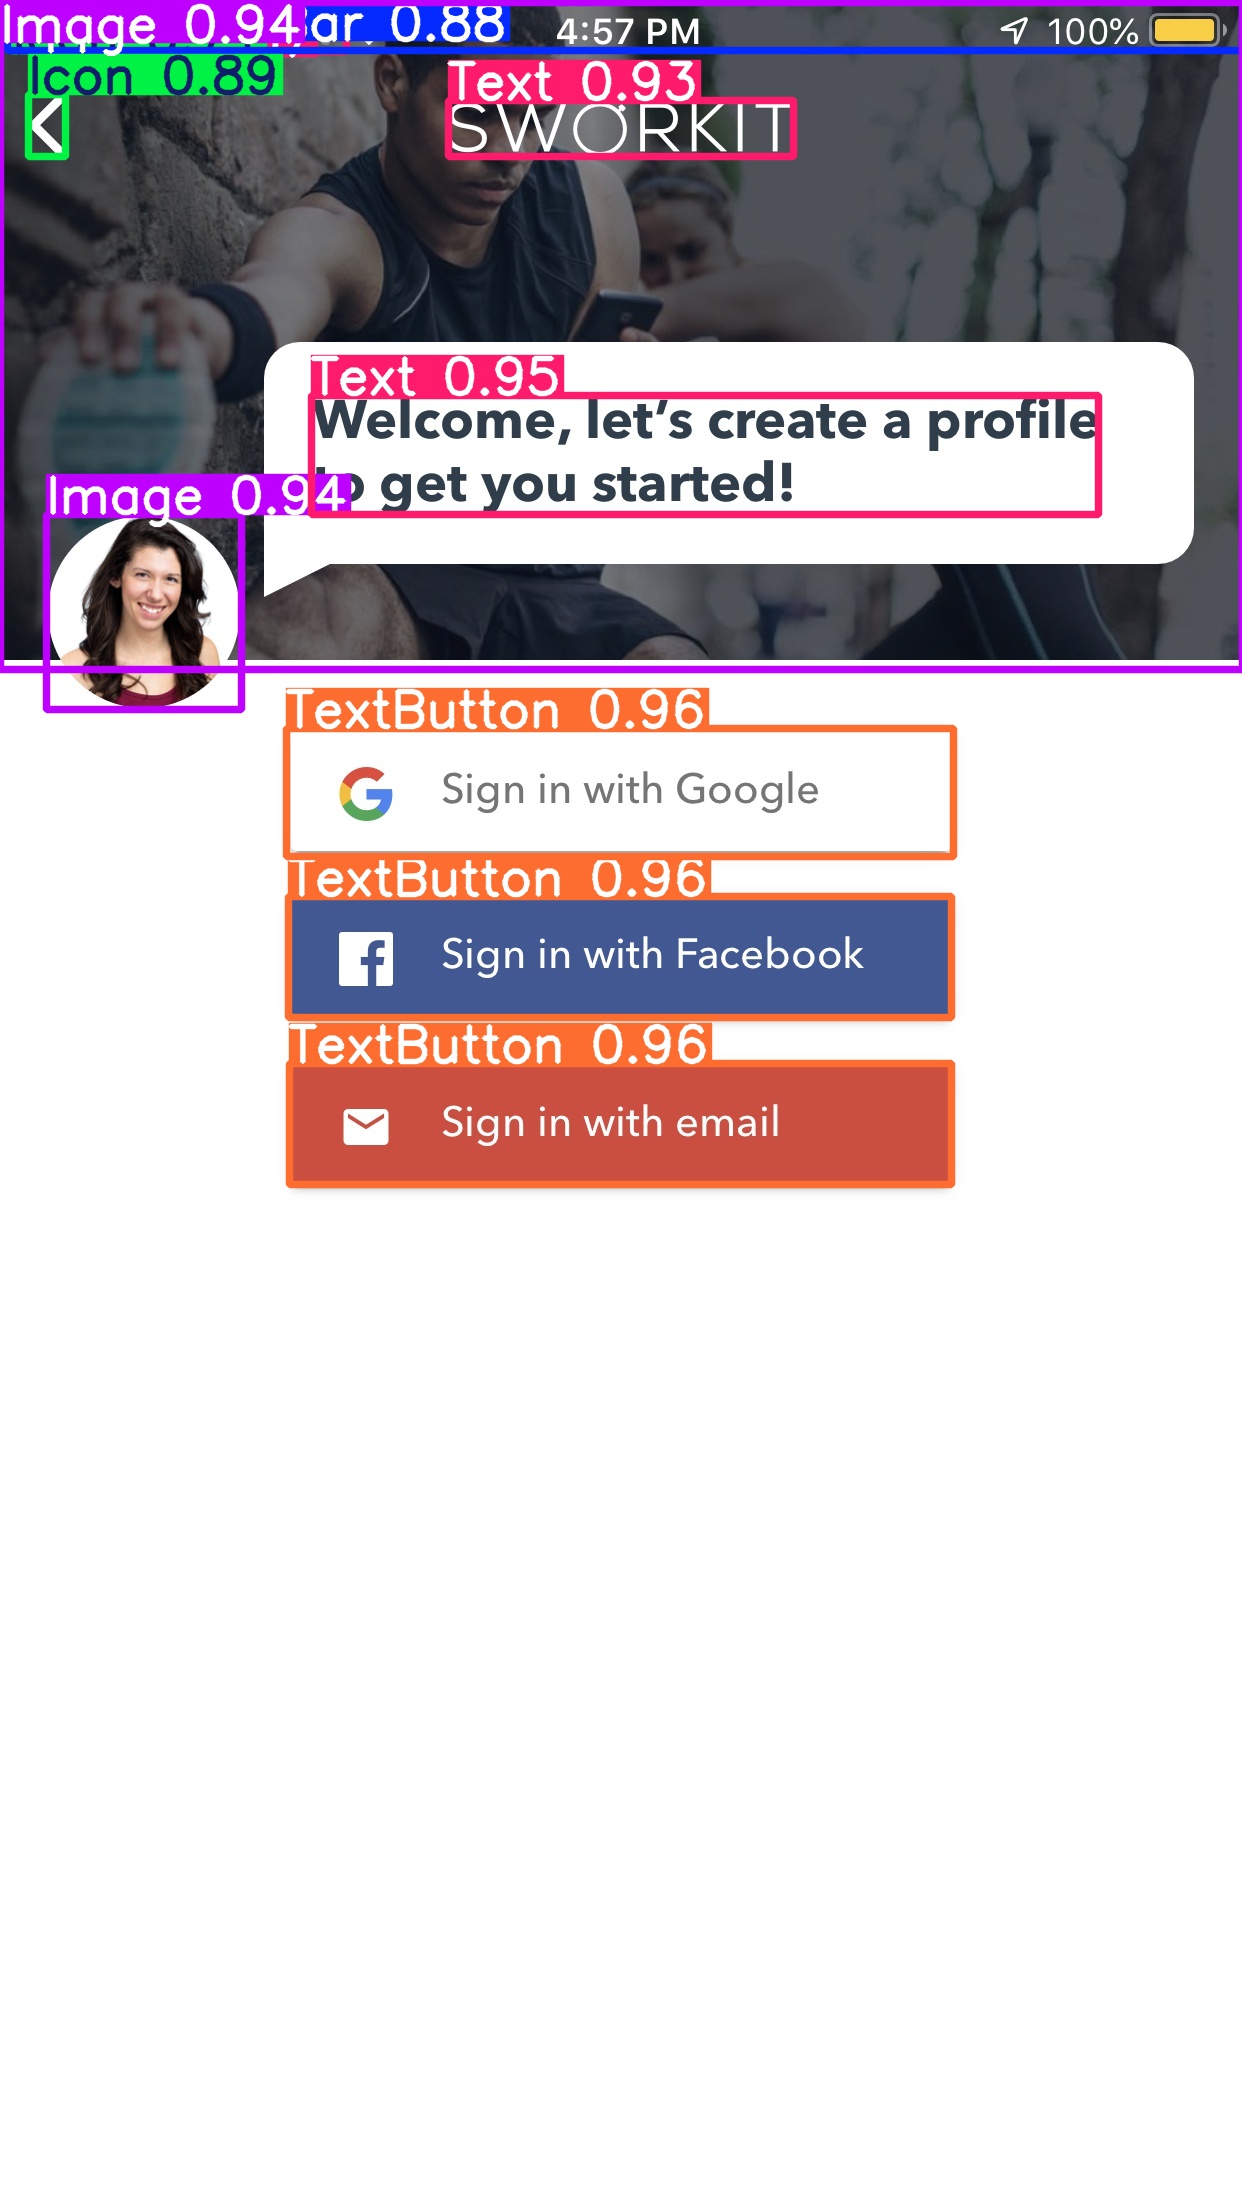 Image 0.94
ar 0.88
4:57 PM
100%
Icon 0.89
Text 0.93
SWORKIT
Text 0.95
Welcome, let's create a profile
to get you started!
Image 0.94
TextButton 0.96
Sign in with Google
TextButton 0.96
Sign in with Facebook
TextButton 0.96
Sign in with email